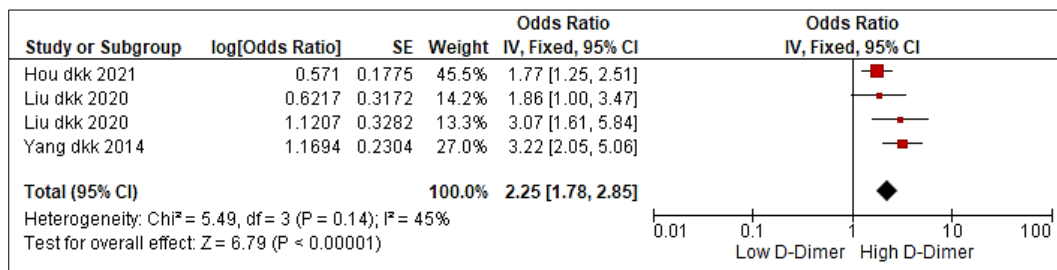 Odds Ratio Odds Ratio
Study or Subgroup log[Odds Ratio] SE Weight IV, Fixed, 95% CI IV, Fixed, 95% CI
Hou dkk 2021 0.571 0.1775 45.5% 1.77 [1.25, 2.51]
Liu dkk 2020 0.6217 0.3172 14.2% 1.86 [1.00, 3.47]
Liu dkk 2020 1.1207 0.3282 13.3% 3.07 [1.61, 5.84]
Yang dkk 2014 1.1694 0.2304 27.0% 3.22 [2.05, 5.06]
Total (95% CI) 100.0% 2.25 [1.78, 2.85]
Heterogeneity: Chi² = 5.49, df = 3 (P = 0.14); I² = 45%
Test for overall effect: Z = 6.79 (P < 0.00001)
0.01 0.1 1 10 100
Low D-Dimer High D-Dimer